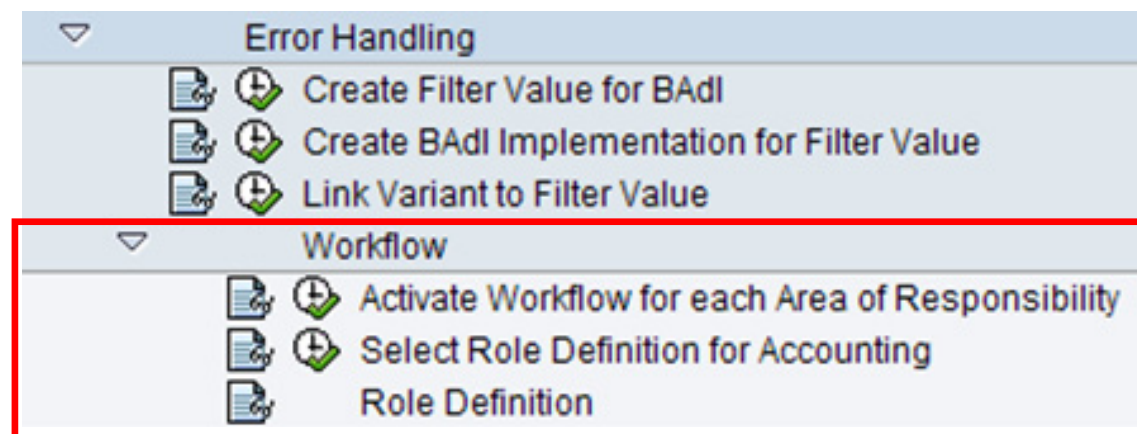 Error Handling
Create Filter Value for BAdI
Create BAdI Implementation for Filter Value
Link Variant to Filter Value
Workflow
Activate Workflow for each Area of Responsibility
Select Role Definition for Accounting
Role Definition